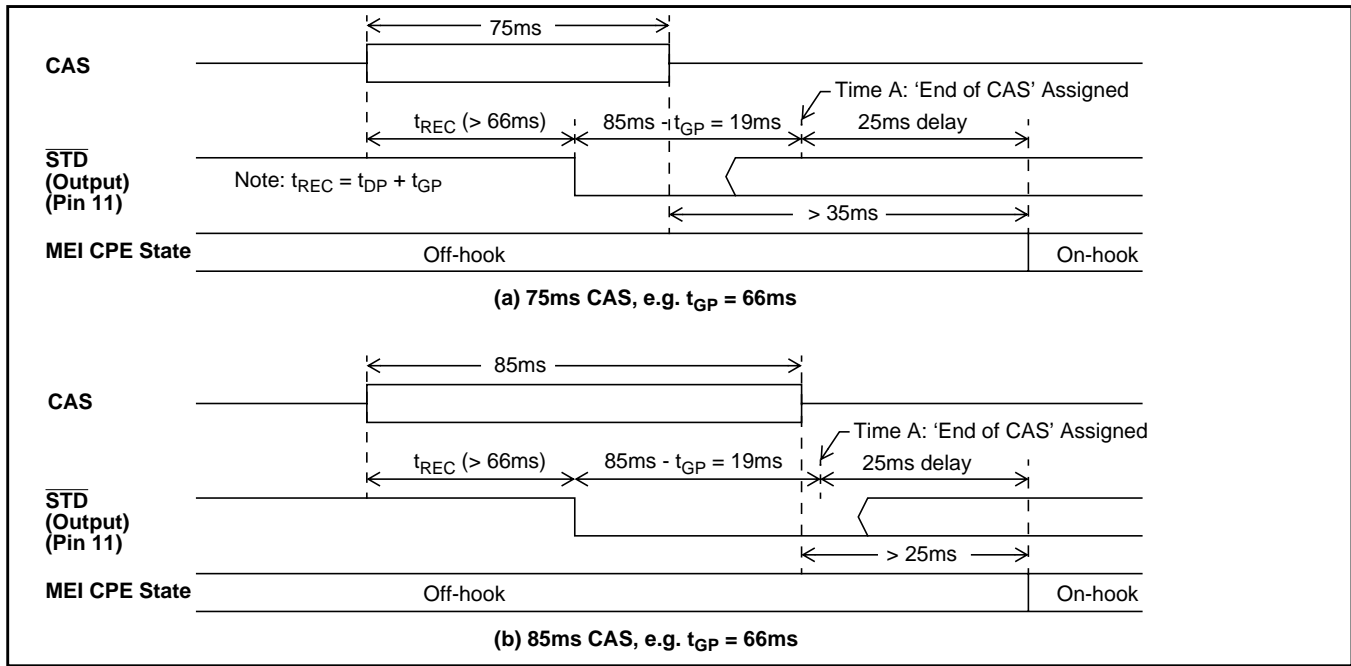 75ms
CAS
Time A: ‘End of CAS’ Assigned
tREC (> 66ms)
85ms - tGP = 19ms
25ms delay
STD
(Output)
(Pin 11)
Note: tREC = tDP + tGP
> 35ms
MEI CPE State
Off-hook
On-hook
(a) 75ms CAS, e.g. tGP = 66ms
85ms
CAS
Time A: ‘End of CAS’ Assigned
tREC (> 66ms)
85ms - tGP = 19ms
25ms delay
STD
(Output)
(Pin 11)
> 25ms
MEI CPE State
Off-hook
On-hook
(b) 85ms CAS, e.g. tGP = 66ms